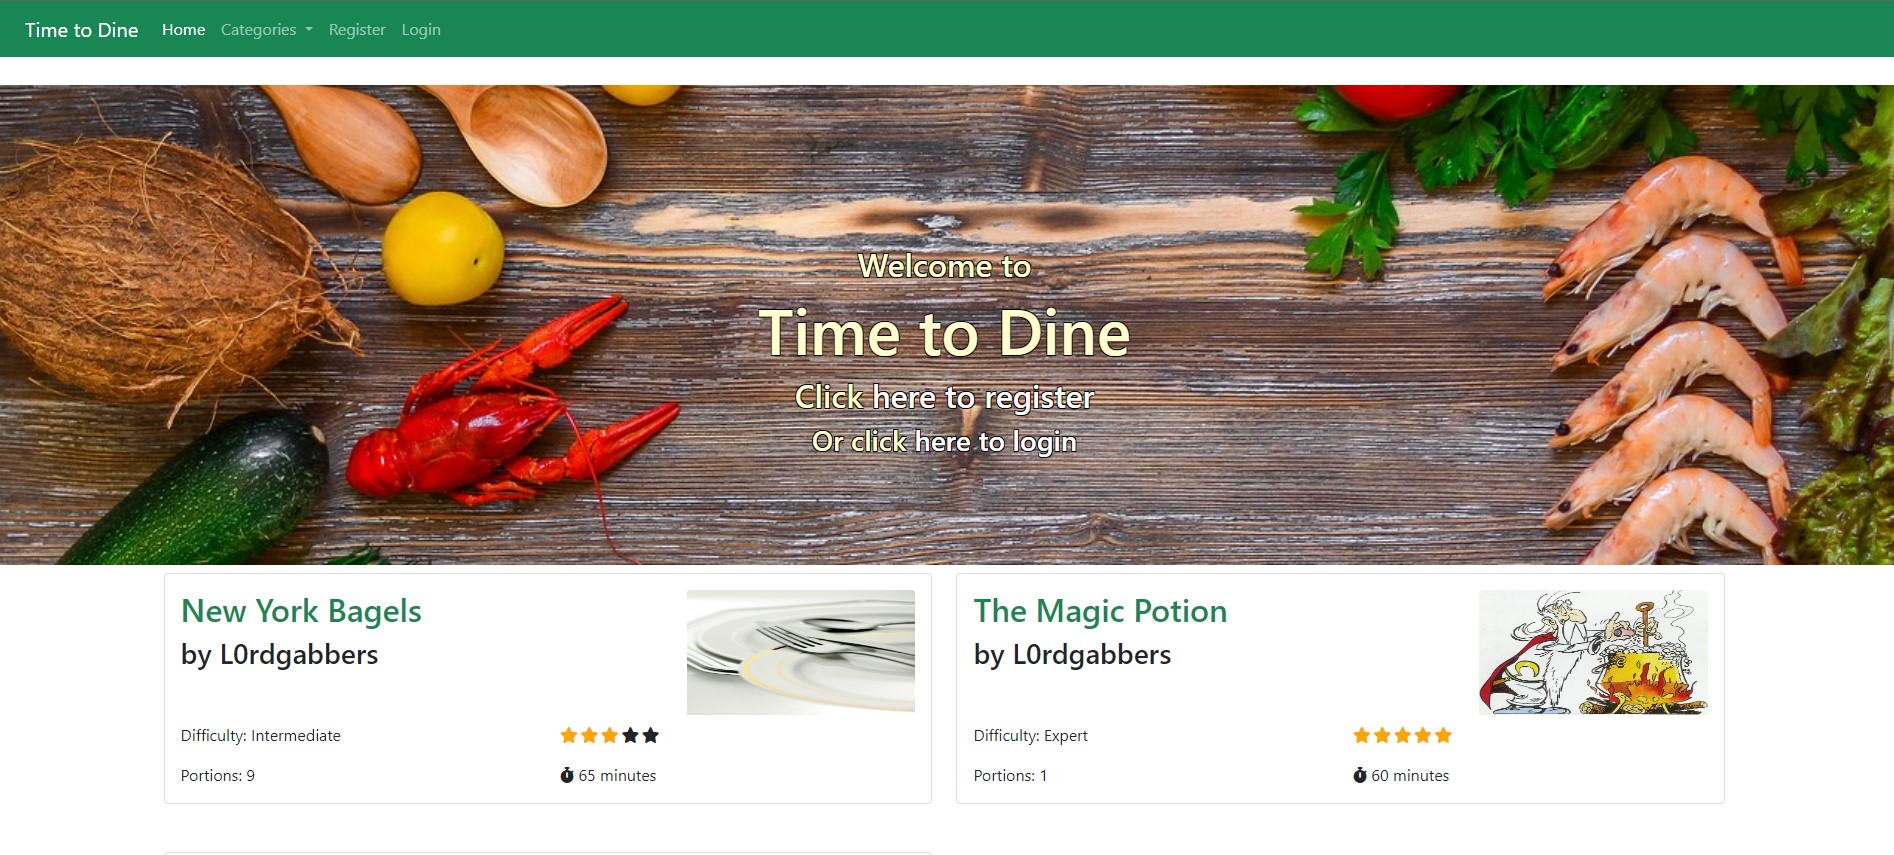 Time to Dine Home Categories Register Login
Welcome to
Time to Dine
Click here to register
Or click here to login
New York Bagels
by L0rdgabbers
Difficulty: Intermediate
Portions: 9
65 minutes
The Magic Potion
by L0rdgabbers
Difficulty: Expert
Portions: 1
60 minutes